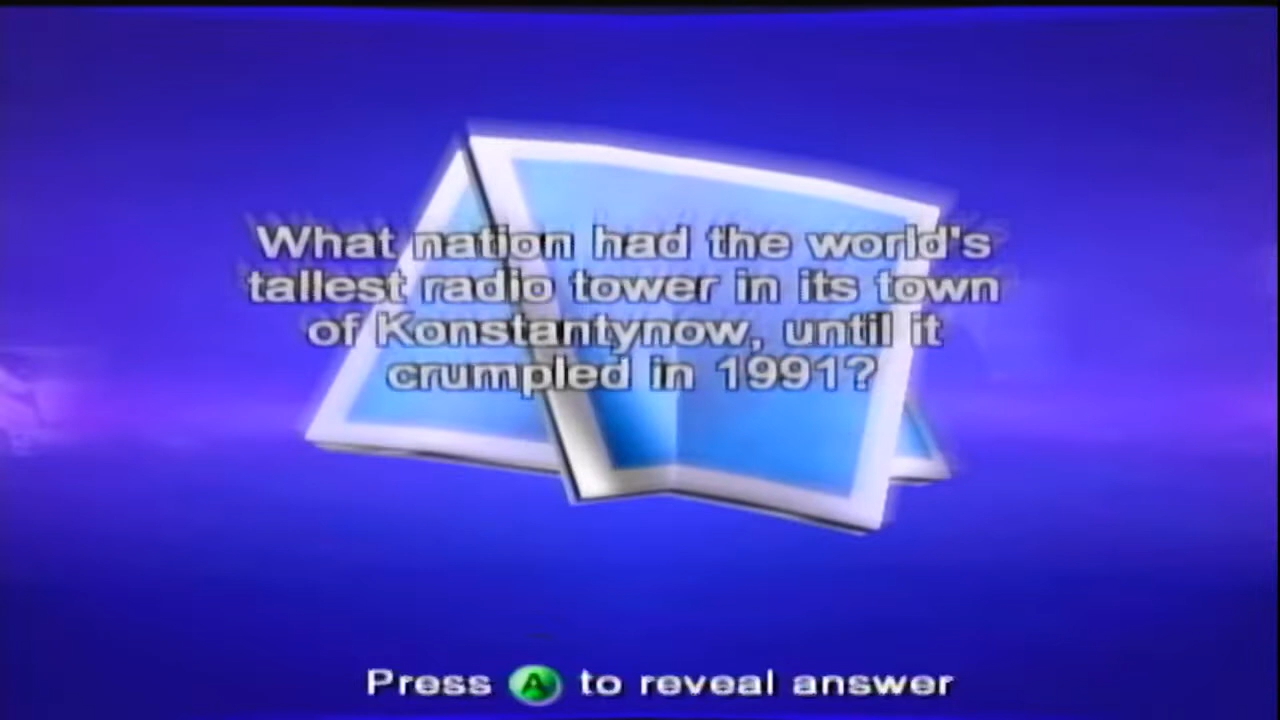 What nation had the world's
tallest radio tower in its town
of Konstantynow, until it
crumpled in 1991?
Press A to reveal answer